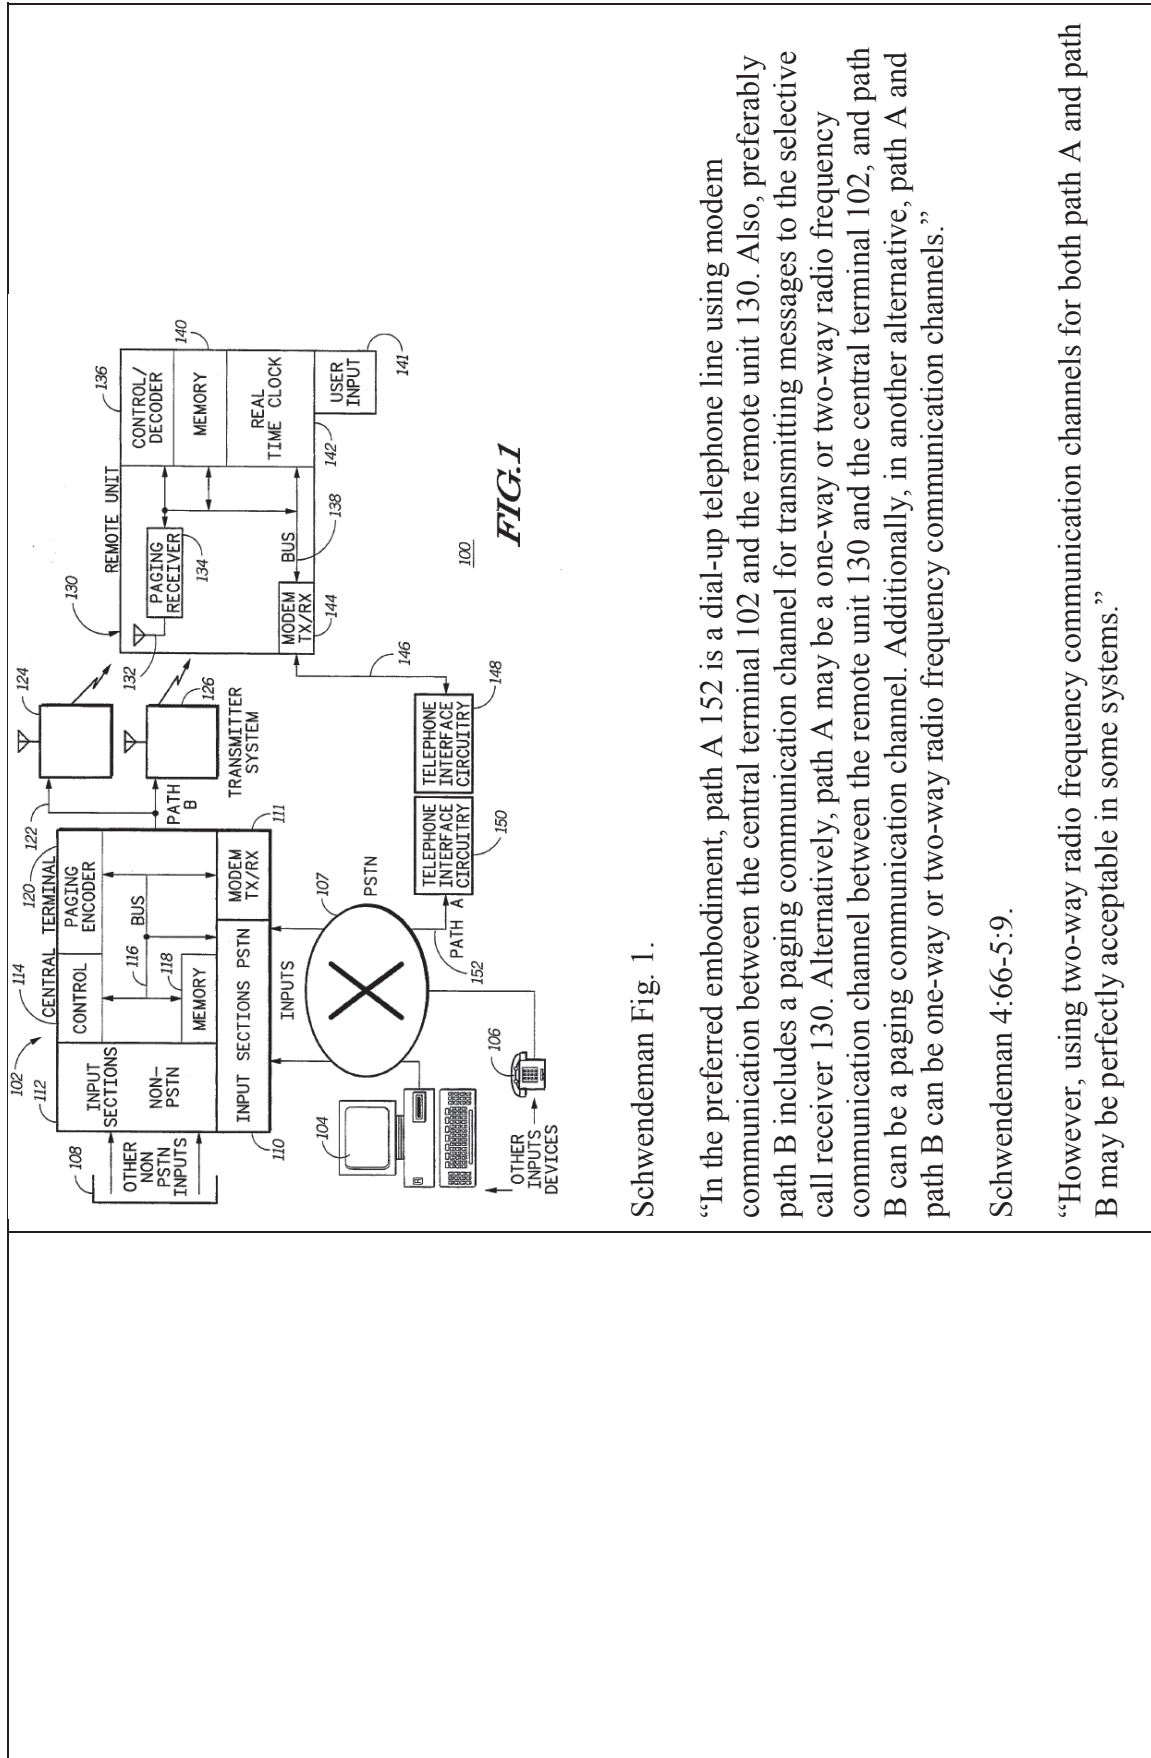 102
112
114
CENTRAL TERMINAL
120
122
124
130
REMOTE UNIT
136
108
OTHER
NON
PSTN
INPUTS
INPUT
SECTIONS
NON-
PSTN
CONTROL
116
118
MEMORY
BUS
PAGING
ENCODER
PATH
B
126
TRANSMITTER
SYSTEM
132
PAGING
RECEIVER
134
CONTROL/
DECODER
140
MEMORY
REAL
TIME CLOCK
BUS
138
142
USER
INPUT
141
INPUT SECTIONS PSTN
110
MODEM
TX/RX
111
MODEM
TX/RX
144
146
INPUTS
107
PSTN
104
106
OTHER
INPUTS
DEVICES
PATH A
152
TELEPHONE
INTERFACE
CIRCUITRY
150
TELEPHONE
INTERFACE
CIRCUITRY
148
100
FIG.1
Schwendeman Fig. 1.
“In the preferred embodiment, path A 152 is a dial-up telephone line using modem
communication between the central terminal 102 and the remote unit 130. Also, preferably
path B includes a paging communication channel for transmitting messages to the selective
call receiver 130. Alternatively, path A may be a one-way or two-way radio frequency
communication channel between the remote unit 130 and the central terminal 102, and path
B can be a paging communication channel. Additionally, in another alternative, path A and
path B can be one-way or two-way radio frequency communication channels.”
Schwendeman 4:66-5:9.
“However, using two-way radio frequency communication channels for both path A and path
B may be perfectly acceptable in some systems.”